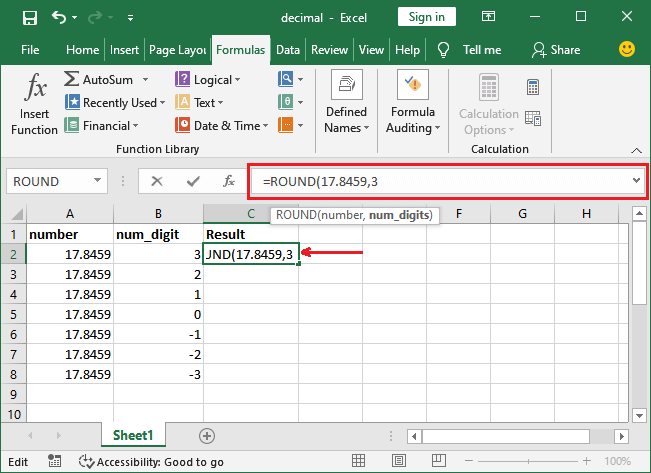 decimal - Excel
Sign in
File Home Insert Page Layou Formulas Data Review View Help Tell me Share
fx AutoSum Logical
Recently Used Text θ
Insert Function Financial Date & Time
Defined Names
Formula Auditing
Calculation Options
Function Library Calculation
ROUND fx =ROUND(17.8459,3
ROUND(number, num_digits)
A B C F G H
1 number num_digit Result
2 17.8459 3 JND(17.8459,3
3 17.8459 2
4 17.8459 1
5 17.8459 0
6 17.8459 -1
7 17.8459 -2
8 17.8459 -3
9
10
Sheet1
Edit Accessibility: Good to go 100%